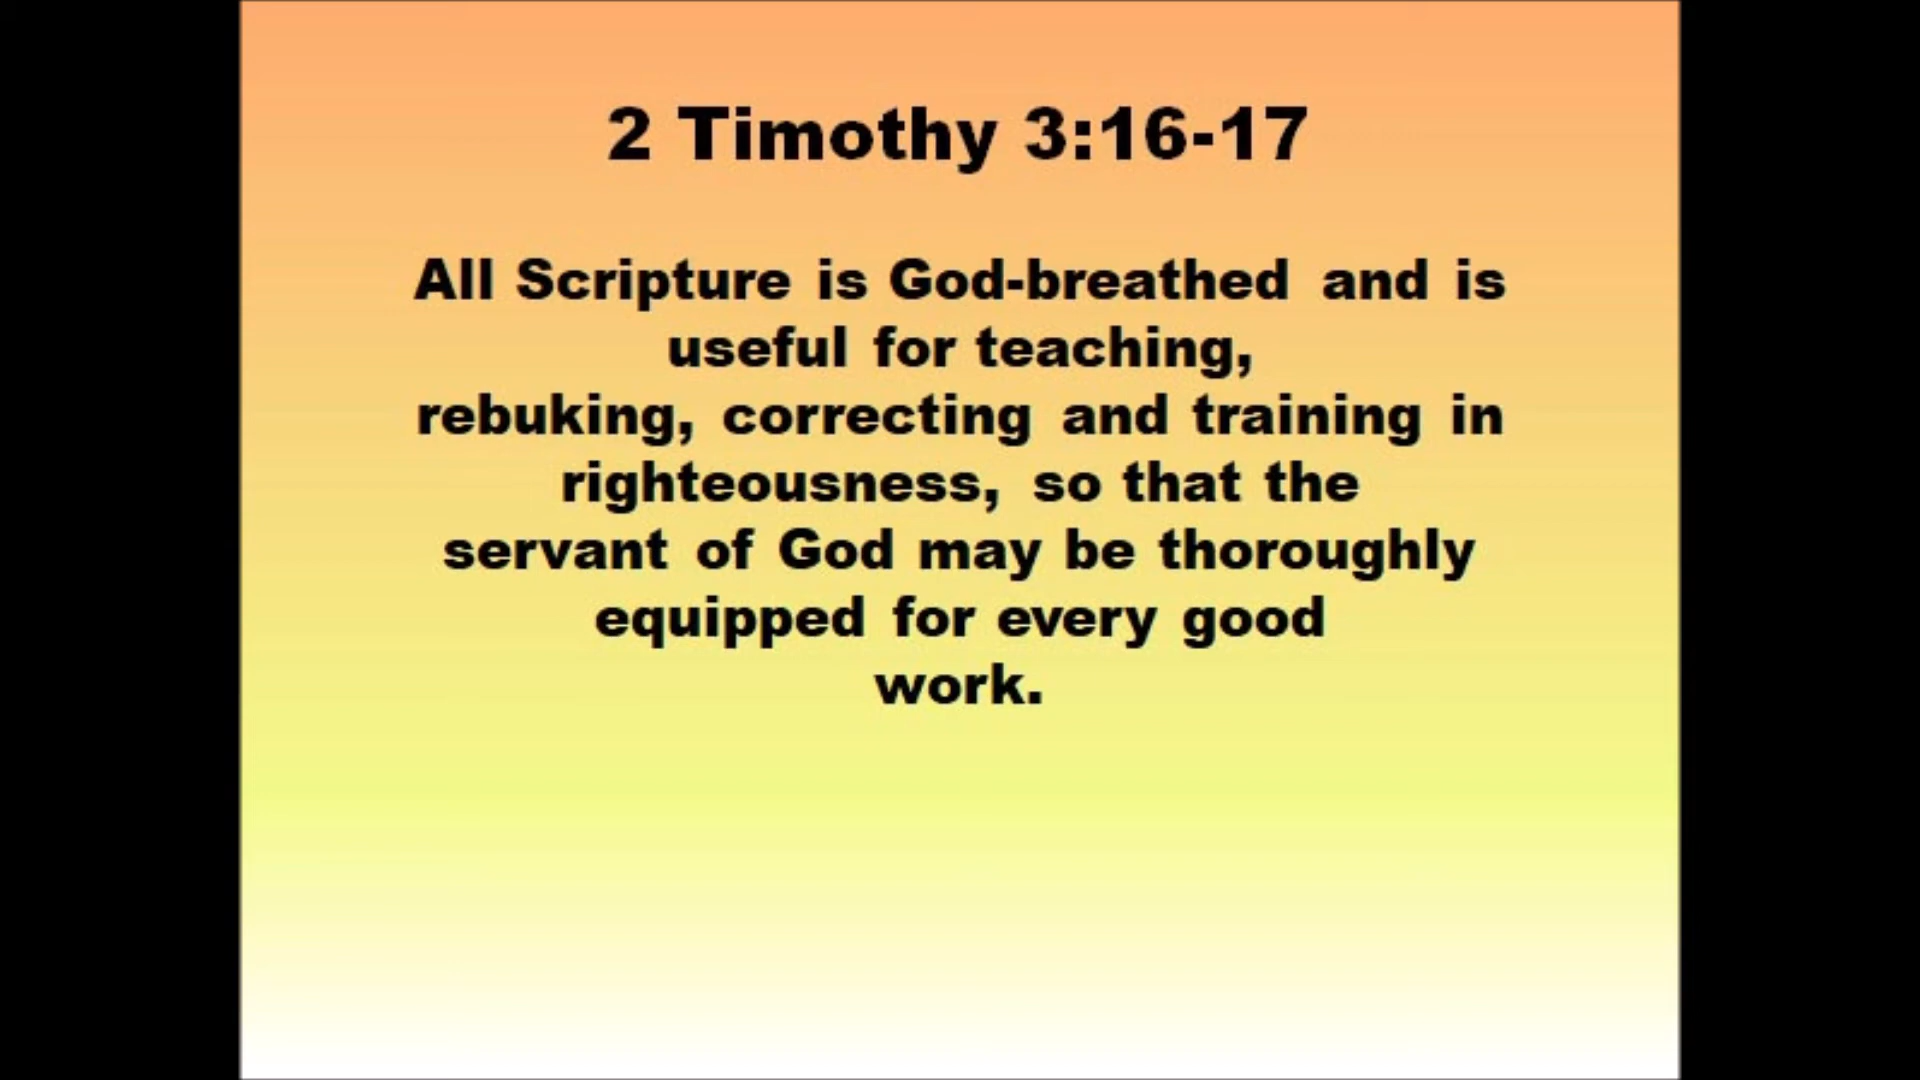 2 Timothy 3:16-17
All Scripture is God-breathed and is
useful for teaching,
rebuking, correcting and training in
righteousness, so that the
servant of God may be thoroughly
equipped for every good
work.